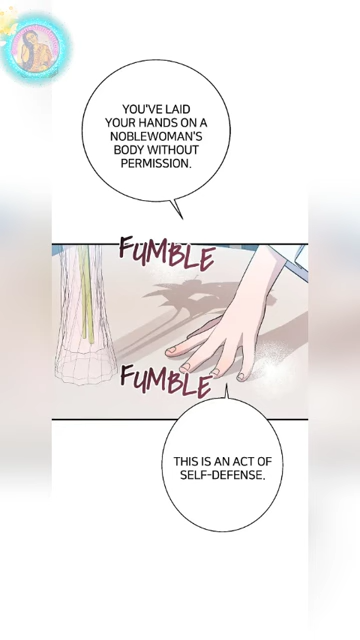 YOU'VE LAID
YOUR HANDS ON A
NOBLEWOMAN'S
BODY WITHOUT
PERMISSION.
FUMBLE
FUMBLE
THIS IS AN ACT OF
SELF-DEFENSE.